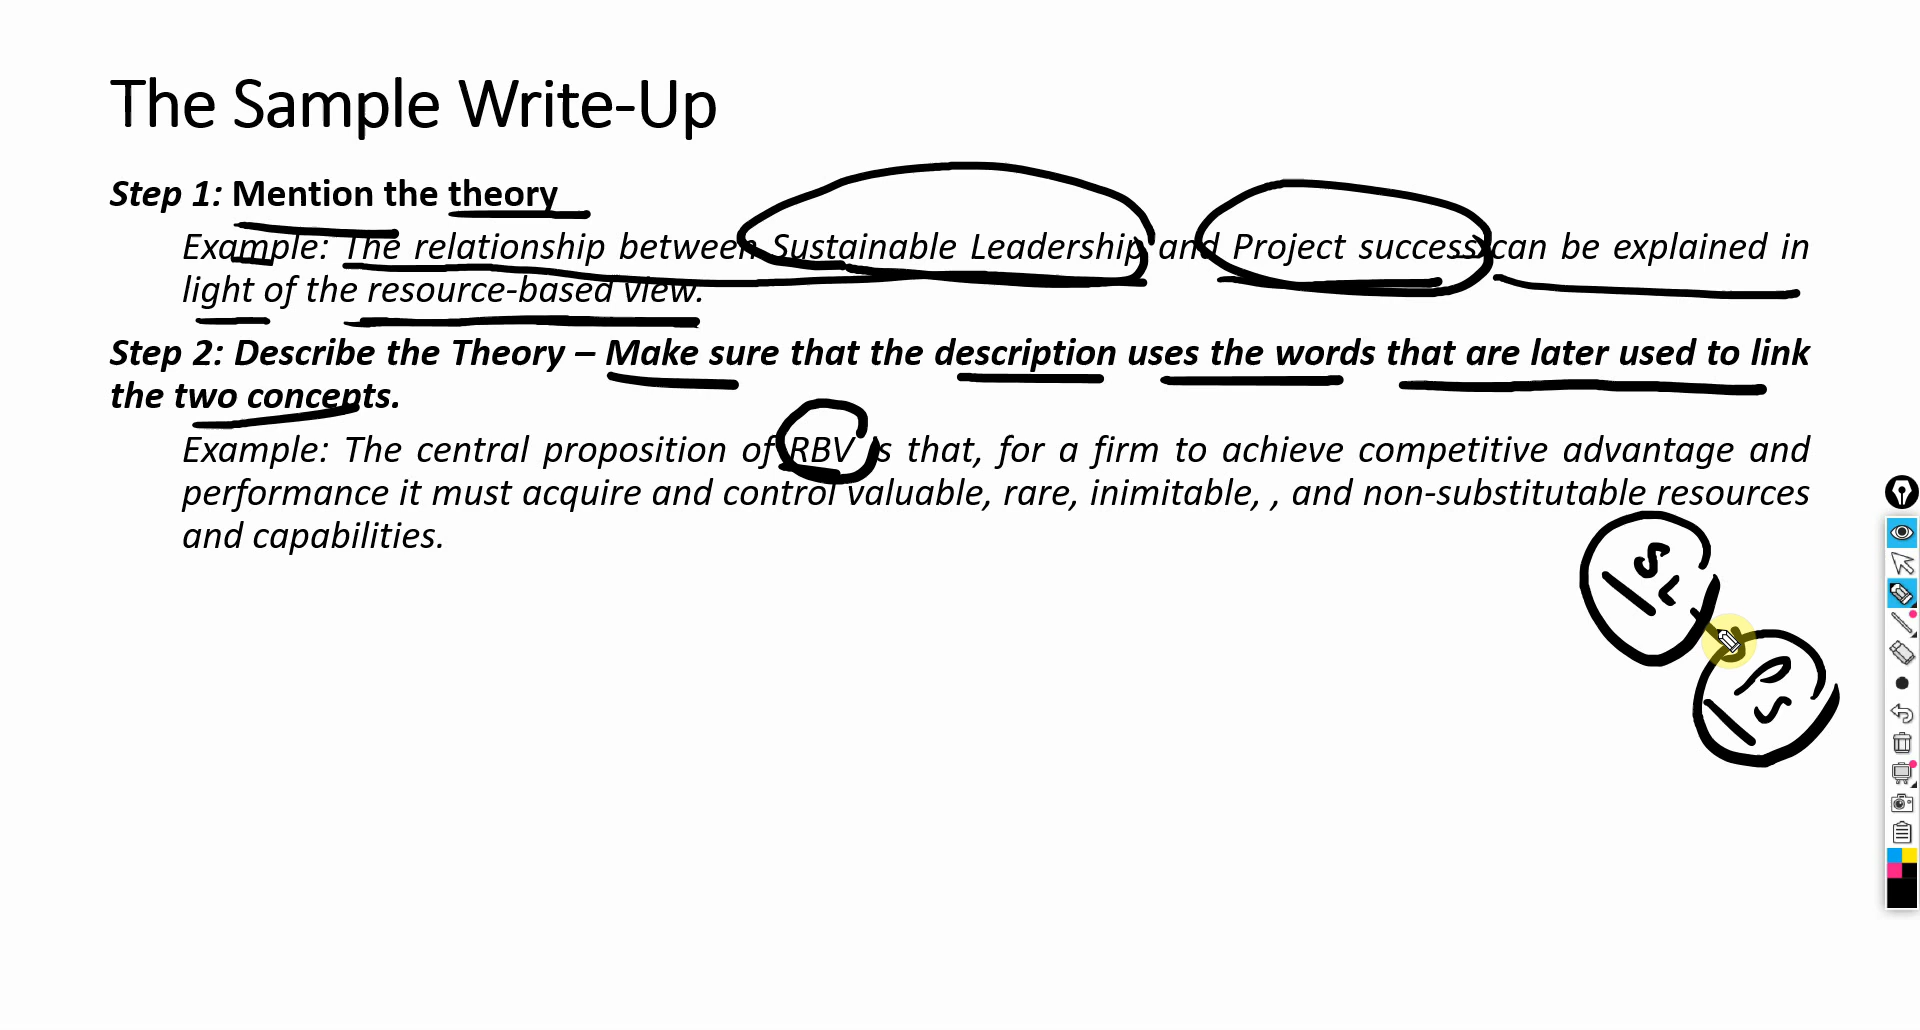 The Sample Write-Up
Step 1: Mention the theory
Example: The relationship between Sustainable Leadership and Project success can be explained in
light of the resource-based view.
Step 2: Describe the Theory – Make sure that the description uses the words that are later used to link
the two concepts.
Example: The central proposition of RBV is that, for a firm to achieve competitive advantage and
performance it must acquire and control valuable, rare, inimitable, , and non-substitutable resources
and capabilities.
SL
PS